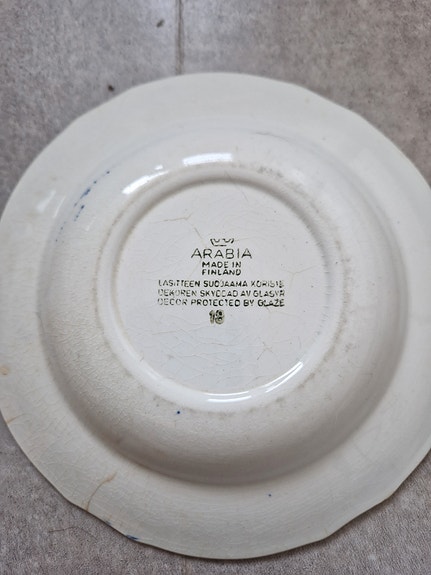 ARABIA
MADE IN
FINLAND
LASITTEEN SUOJAAMA KORISTE
DEKOREN SKYDDAD AV GLASYR
DECOR PROTECTED BY GLAZE
18